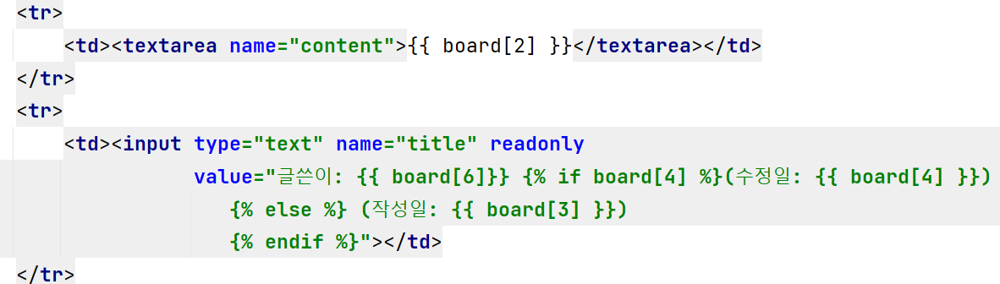 <tr>
<td><textarea name="content">{{ board[2] }}</textarea></td>
</tr>
<tr>
<td><input type="text" name="title" readonly
value="글쓴이: {{ board[6]}} {% if board[4] %}(수정일: {{ board[4] }})
{% else %} (작성일: {{ board[3] }})
{% endif %}"></td>
</tr>